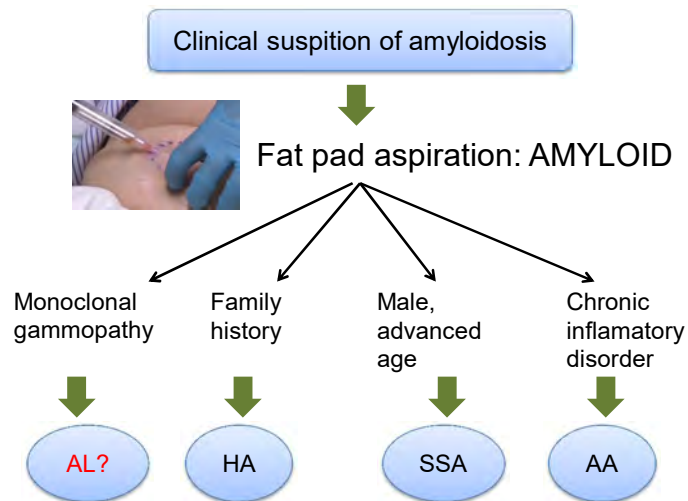 Clinical suspition of amyloidosis
Fat pad aspiration: AMYLOID
Monoclonal
gammopathy
Family
history
Male,
advanced
age
Chronic
inflamatory
disorder
AL?
HA
SSA
AA